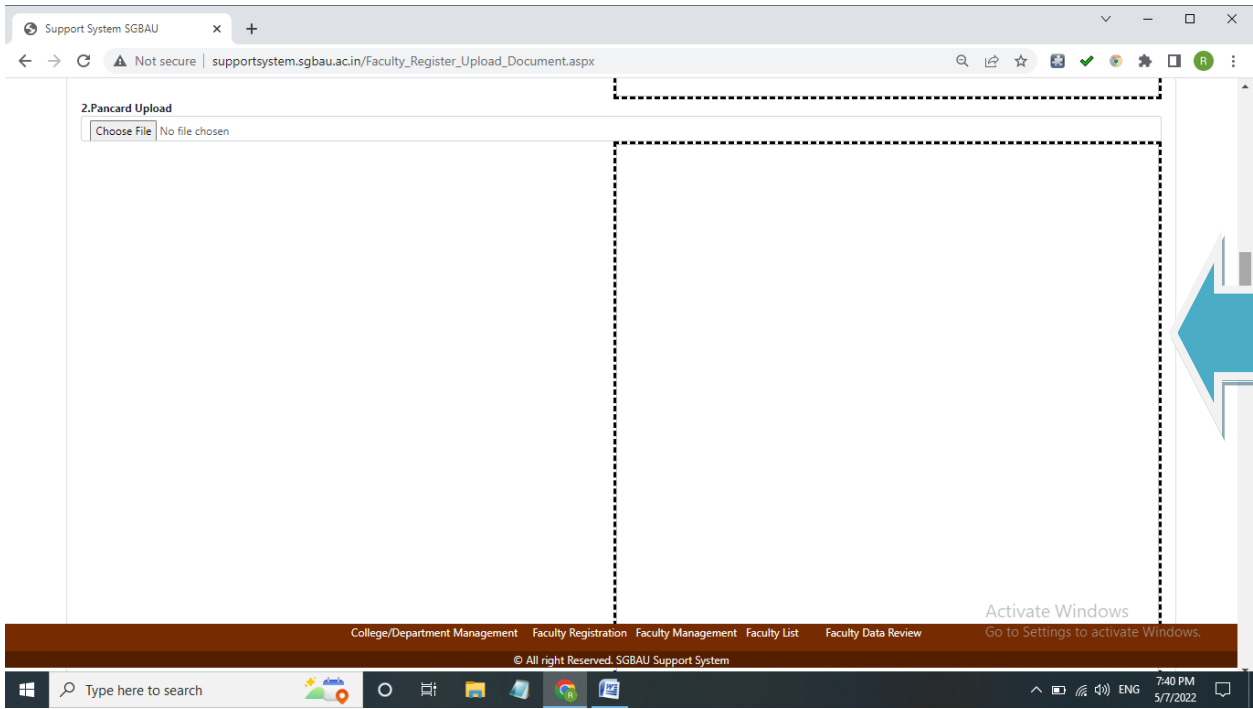 Support System SGBAU
Not secure supportsystem.sgbau.ac.in/Faculty_Register_Upload_Document.aspx
R
2.Pancard Upload
Choose File No file chosen
Activate Windows
College/Department Management Faculty Registration Faculty Management Faculty List Faculty Data Review Go to Settings to activate Windows.
© All right Reserved. SGBAU Support System
Type here to search ENG 7:40 PM
5/7/2022